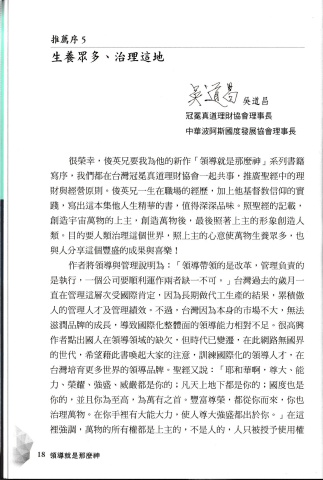 推薦序 5
生養眾多、治理這地
吳道昌 吳道昌
冠冕真道理財協會理事長
中華波阿斯國度發展協會理事長
很榮幸，俊英兄要我為他的新作「領導就是那麼神」系列書籍
寫序，我們都在台灣冠冕真道理財協會一起共事，推廣聖經中的理
財與經營原則。俊英兄一生在職場的經歷，加上他基督教信仰的實
踐，寫出這本集他人生精華的書，值得深深品味。照聖經的記載，
創造宇宙萬物的上主，創造萬物後，最後照著上主的形象創造人
類。目的要人類治理這個世界，照上主的心意使萬物生養眾多，也
與人分享這個豐盛的成果與喜樂！
作者將領導與管理說明為：「領導帶領的是改革，管理負責的
是執行，一個公司要順利運作兩者缺一不可。」台灣過去的歲月一
直在管理這層次受國際肯定，因為長期做代工生產的結果，累積傲
人的管理人才及管理績效。不過，台灣因為本身的市場不大，無法
滋潤品牌的成長，導致國際化整體面的領導能力相對不足。很高興
作者點出國人在領導領域的缺欠，但時代已變遷，在此網路無國界
的世代，希望藉此書喚起大家的注意，訓練國際化的領導人才，在
台灣培育更多世界的領導品牌。聖經又說：「耶和華啊，尊大、能
力、榮耀、強盛、威嚴都是你的；凡天上地下都是你的；國度也是
你的，並且你為至高，為萬有之首。豐富尊榮，都從你而來，你也
治理萬物。在你手裡有大能大力，使人尊大強盛都出於你。」在這
裡強調，萬物的所有權都是上主的，不是人的，人只被授予使用權
18 領導就是那麼神